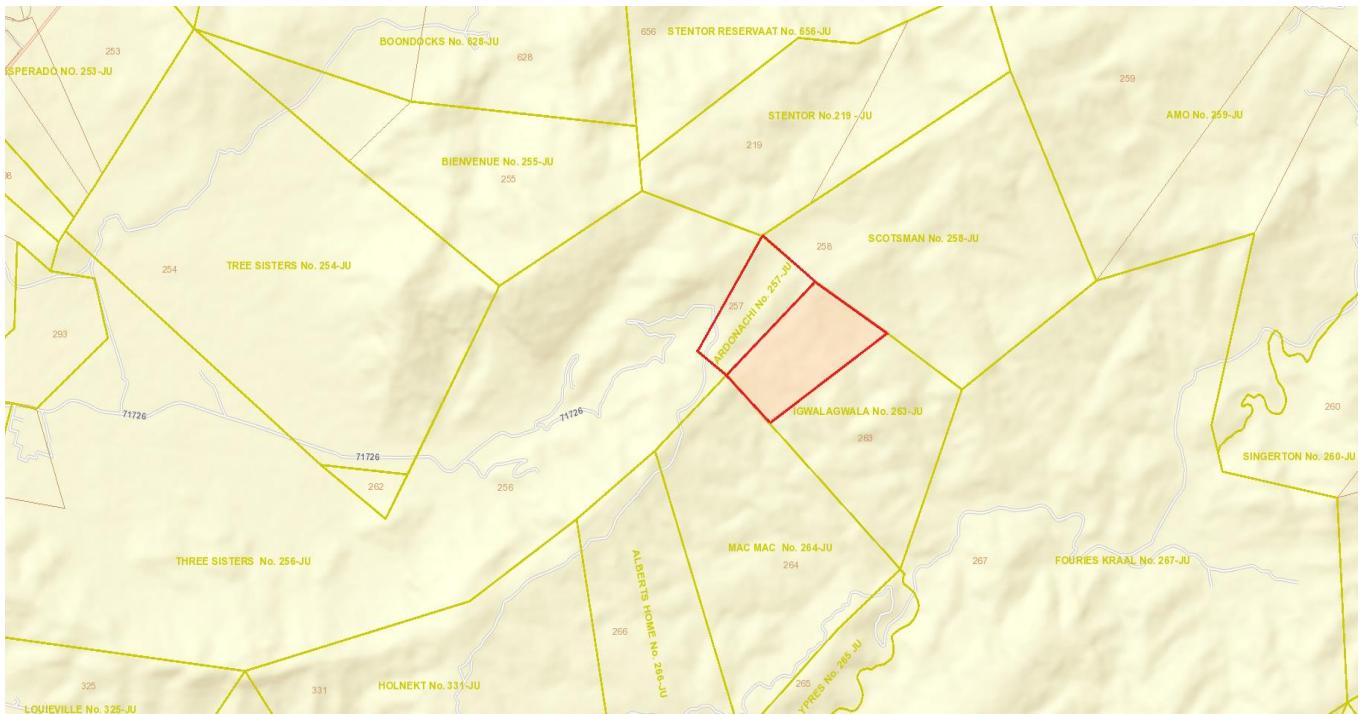 656
STENTOR RESERVAAT No. 656-JU
BOONDOCKS No. 628-JU
253
628
SPERADO NO. 253-JU
259
STENTOR No.219 - JU
AMO No. 259-JU
219
BIENVENUE No. 255-JU
255
SCOTSMAN No. 258-JU
258
TREE SISTERS No. 254-JU
254
257
ARDONACHI No. 257-JU
293
71726
71726
IGWALAGWALA No. 263-JU
260
263
71726
SINGERTON No. 260-JU
262
256
THREE SISTERS No. 256-JU
MAC MAC No. 264-JU
264
267
FOURIES KRAAL No. 267-JU
ALBERTS HOME No. 266-JU
266
YPRES No. 265 JU
265
HOLNEKT No. 331-JU
325
331
LOUIEVILLE No. 325-JU